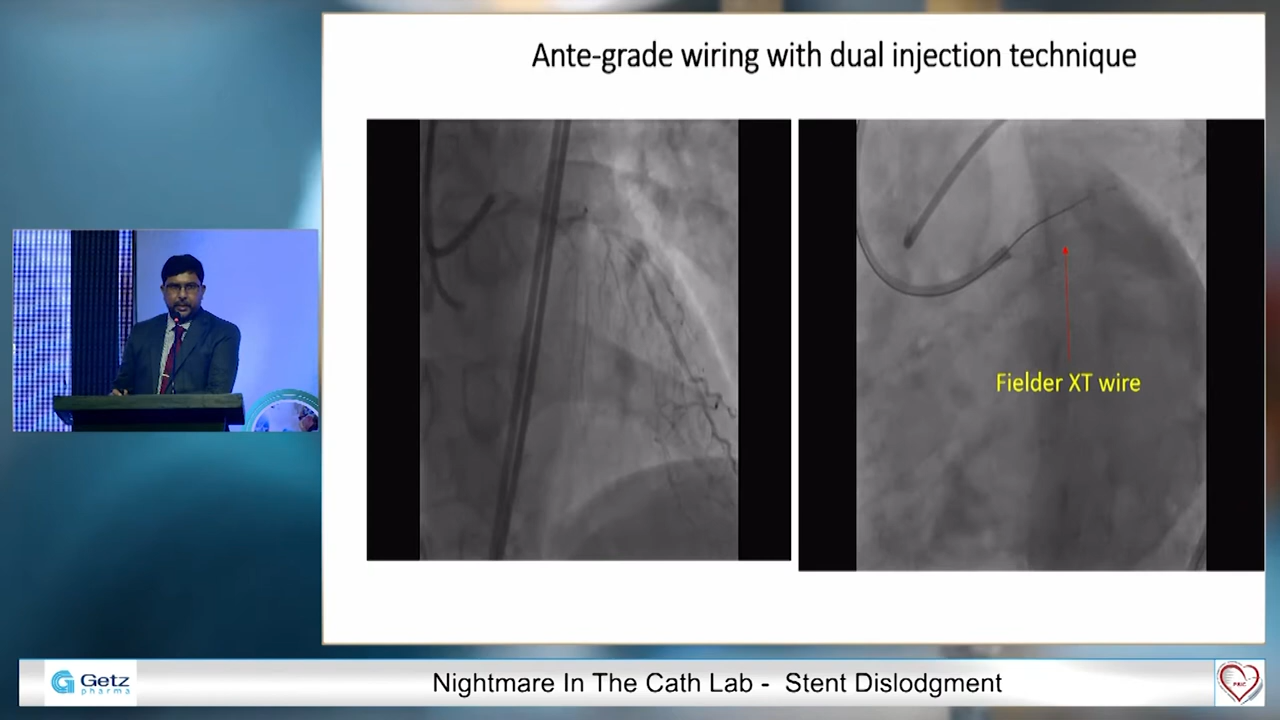 Ante-grade wiring with dual injection technique
Fielder XT wire
Getz
pharma
Nightmare In The Cath Lab - Stent Dislodgment